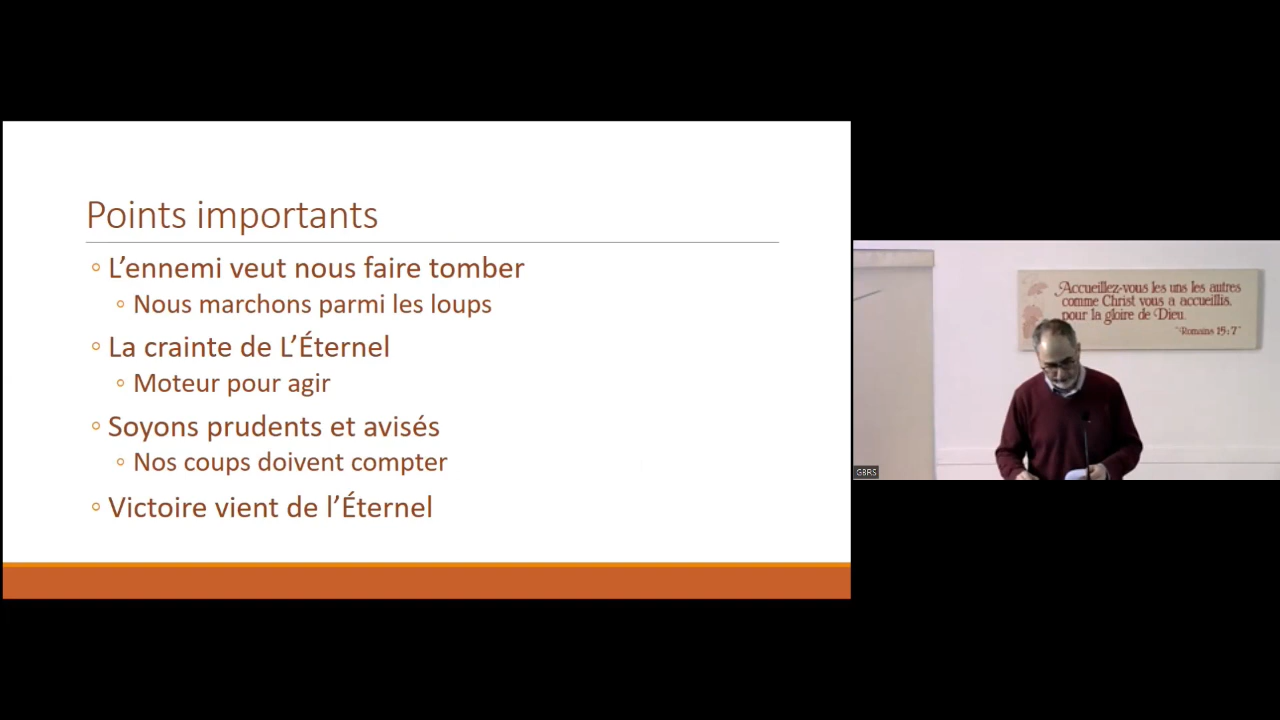 Points importants
L’ennemi veut nous faire tomber
Nous marchons parmi les loups
La crainte de L’Éternel
Moteur pour agir
Soyons prudents et avisés
Nos coups doivent compter
Victoire vient de l’Éternel
Accueillez-vous les uns les autres
comme Christ vous a accueillis,
pour la gloire de Dieu.
"Romains 15:7"
GBRS